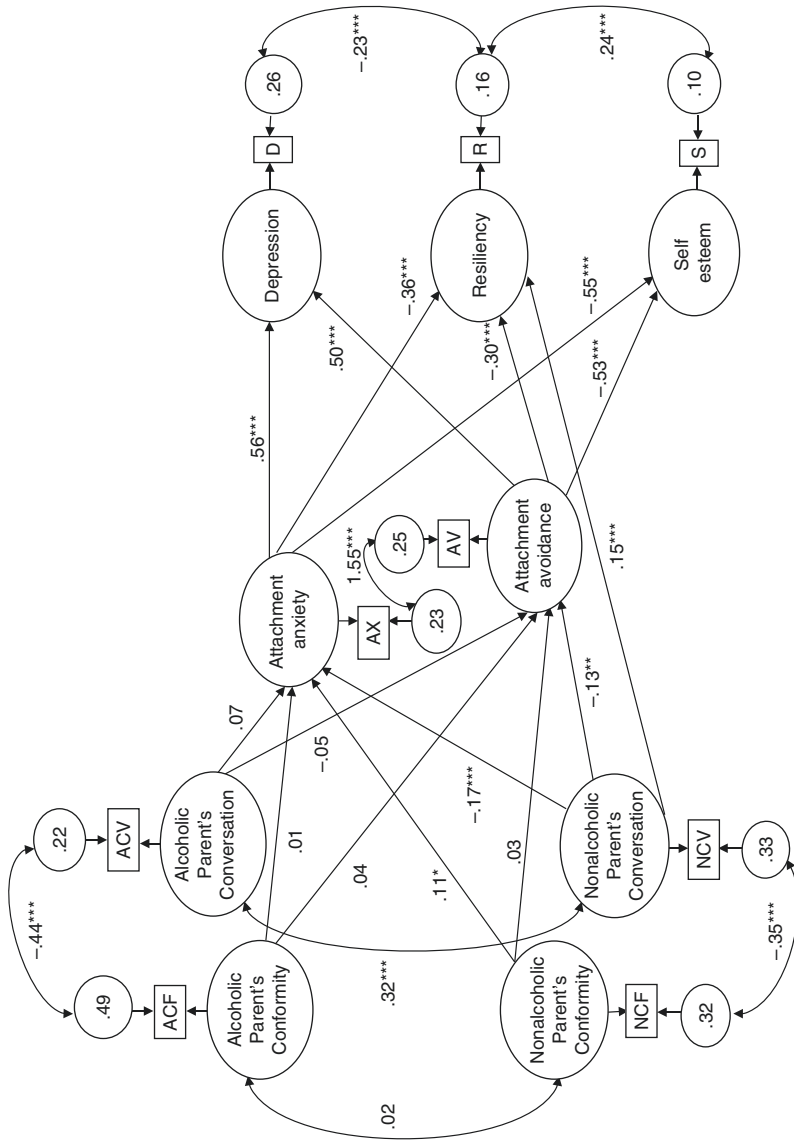 -.44***
.49
.22
ACF
ACV
Alcoholic
Parent's
Conformity
Alcoholic
Parent's
Conversation
.07
.01
-.05
.04
.02
.32***
.11*
-.17***
.03
-.13**
Nonalcoholic
Parent's
Conformity
Nonalcoholic
Parent's
Conversation
NCF
NCV
.32
.33
-.35***
Attachment
anxiety
AX
.23
1.55***
.25
AV
Attachment
avoidance
.56***
.50***
-.36***
-.30***
-.55***
-.53***
.15***
Depression
D
.26
-.23***
Resiliency
R
.16
.24***
Self
esteem
S
.10